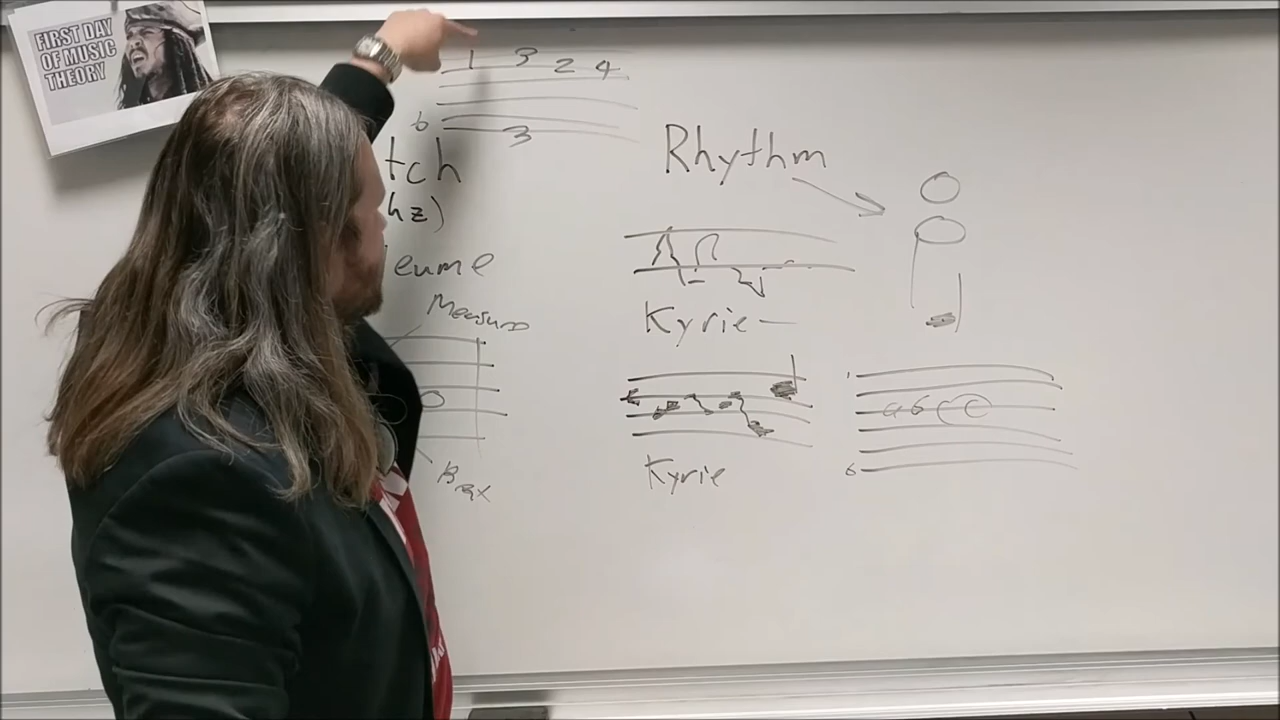 FIRST DAY
OF MUSIC
THEORY
1 3 2 4
6
3
tch
hz)
eume
Measure
Rhythm
Kyrie
Kyrie
1
a b c c
6